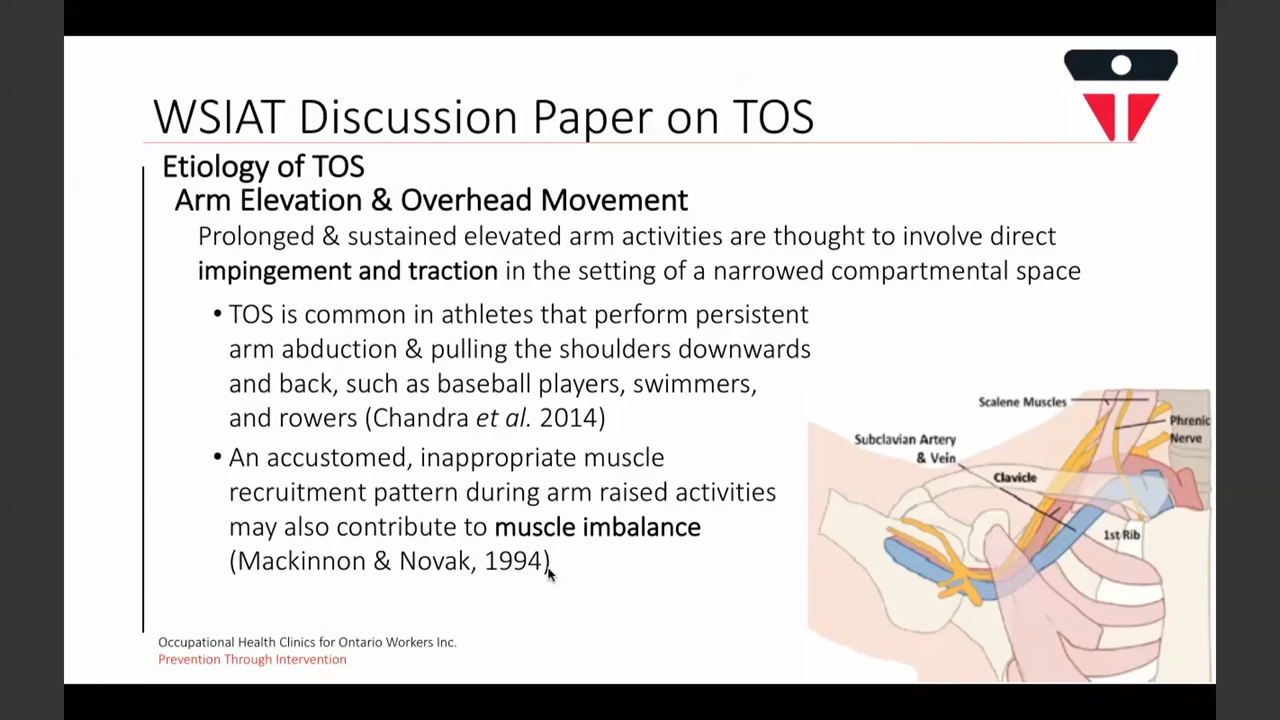 WSIAT Discussion Paper on TOS
Etiology of TOS
Arm Elevation & Overhead Movement
Prolonged & sustained elevated arm activities are thought to involve direct
impingement and traction in the setting of a narrowed compartmental space
• TOS is common in athletes that perform persistent
arm abduction & pulling the shoulders downwards
and back, such as baseball players, swimmers,
and rowers (Chandra et al. 2014)
• An accustomed, inappropriate muscle
recruitment pattern during arm raised activities
may also contribute to muscle imbalance
(Mackinnon & Novak, 1994)
Scalene Muscles
Phrenic
Nerve
Subclavian Artery
& Vein
Clavicle
1st Rib
Occupational Health Clinics for Ontario Workers Inc.
Prevention Through Intervention